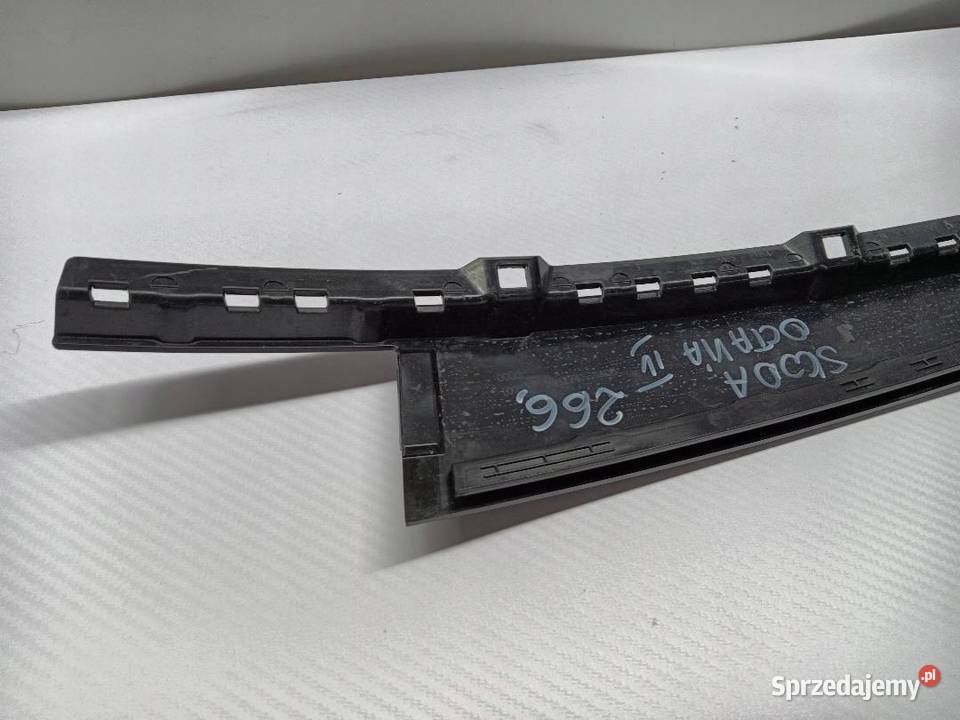 SKODA
OCTAVIA IV
266,
Sprzedajemy.pl